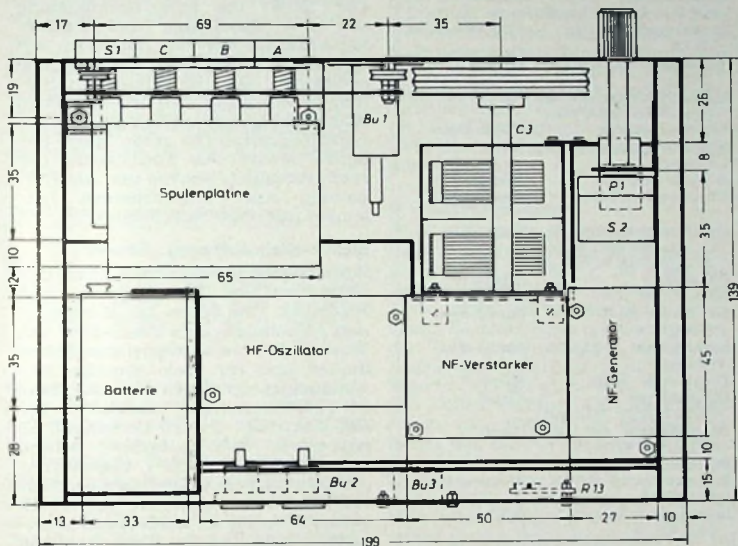 17 69 22 35
S1 C B A
19
26
Bu 1
C3
8
35
Spulenplatine
P1
S2
35
10
65
12
139
HF-Oszillator
NF-Verstärker
NF-Generator
45
35
Batterie
28
10
15
Bu 2 Bu 3 R 13
13 33 64 50 27 10
199